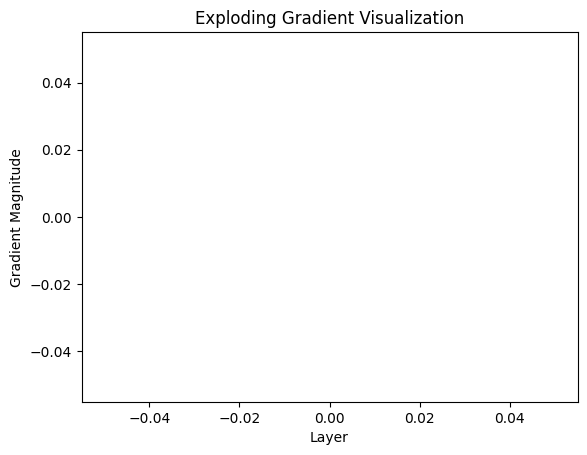 Exploding Gradient Visualization
0.04
0.02
0.00
−0.02
−0.04
Gradient Magnitude
−0.04 −0.02 0.00 0.02 0.04
Layer